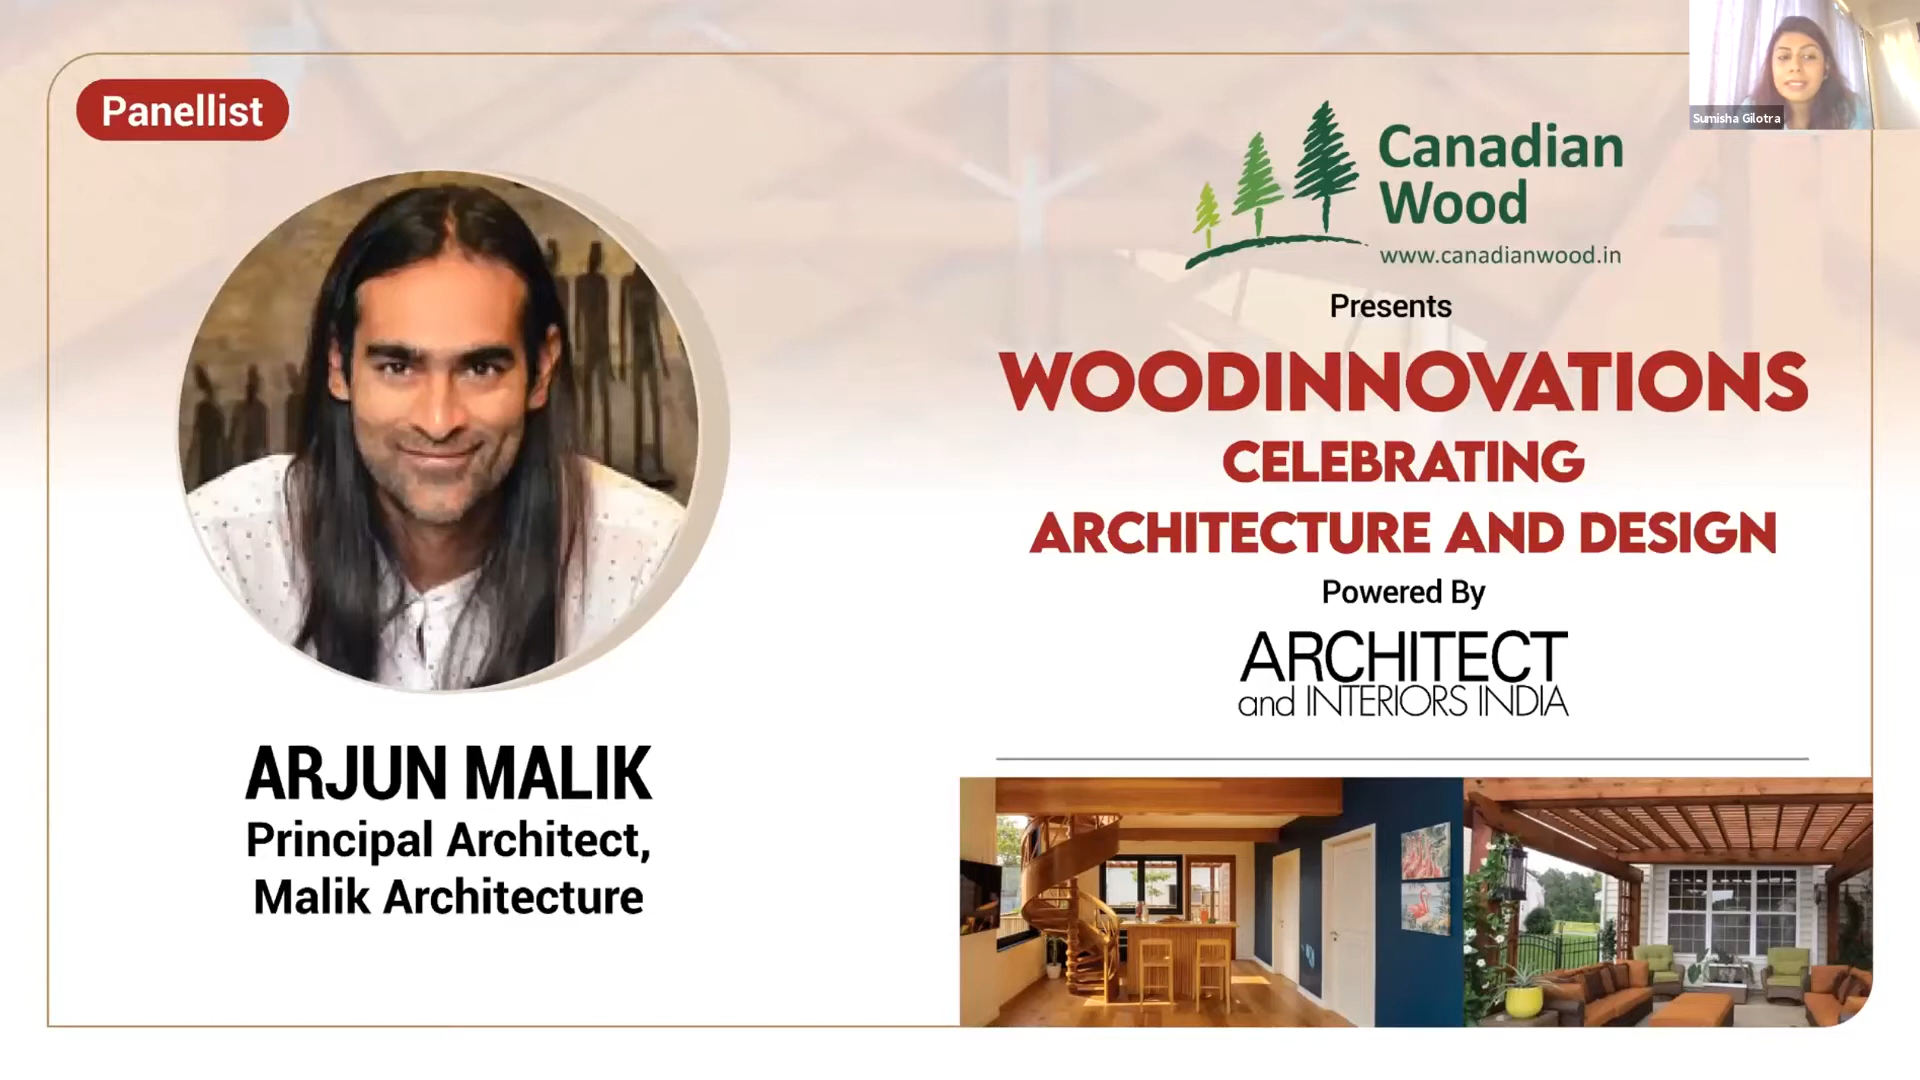 Panellist
ARJUN MALIK
Principal Architect,
Malik Architecture
Sumisha Gilotra
Canadian
Wood
www.canadianwood.in
Presents
WOODINNOVATIONS
CELEBRATING
ARCHITECTURE AND DESIGN
Powered By
ARCHITECT
and INTERIORS INDIA